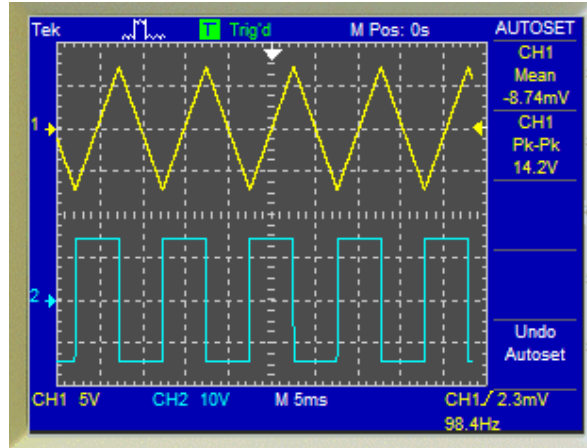 Tek T Trig'd M Pos: 0s AUTOSET
CH1
Mean
-8.74mV
CH1
Pk-Pk
14.2V
1
2
Undo
Autoset
CH1 5V CH2 10V M 5ms CH1 2.3mV
98.4Hz